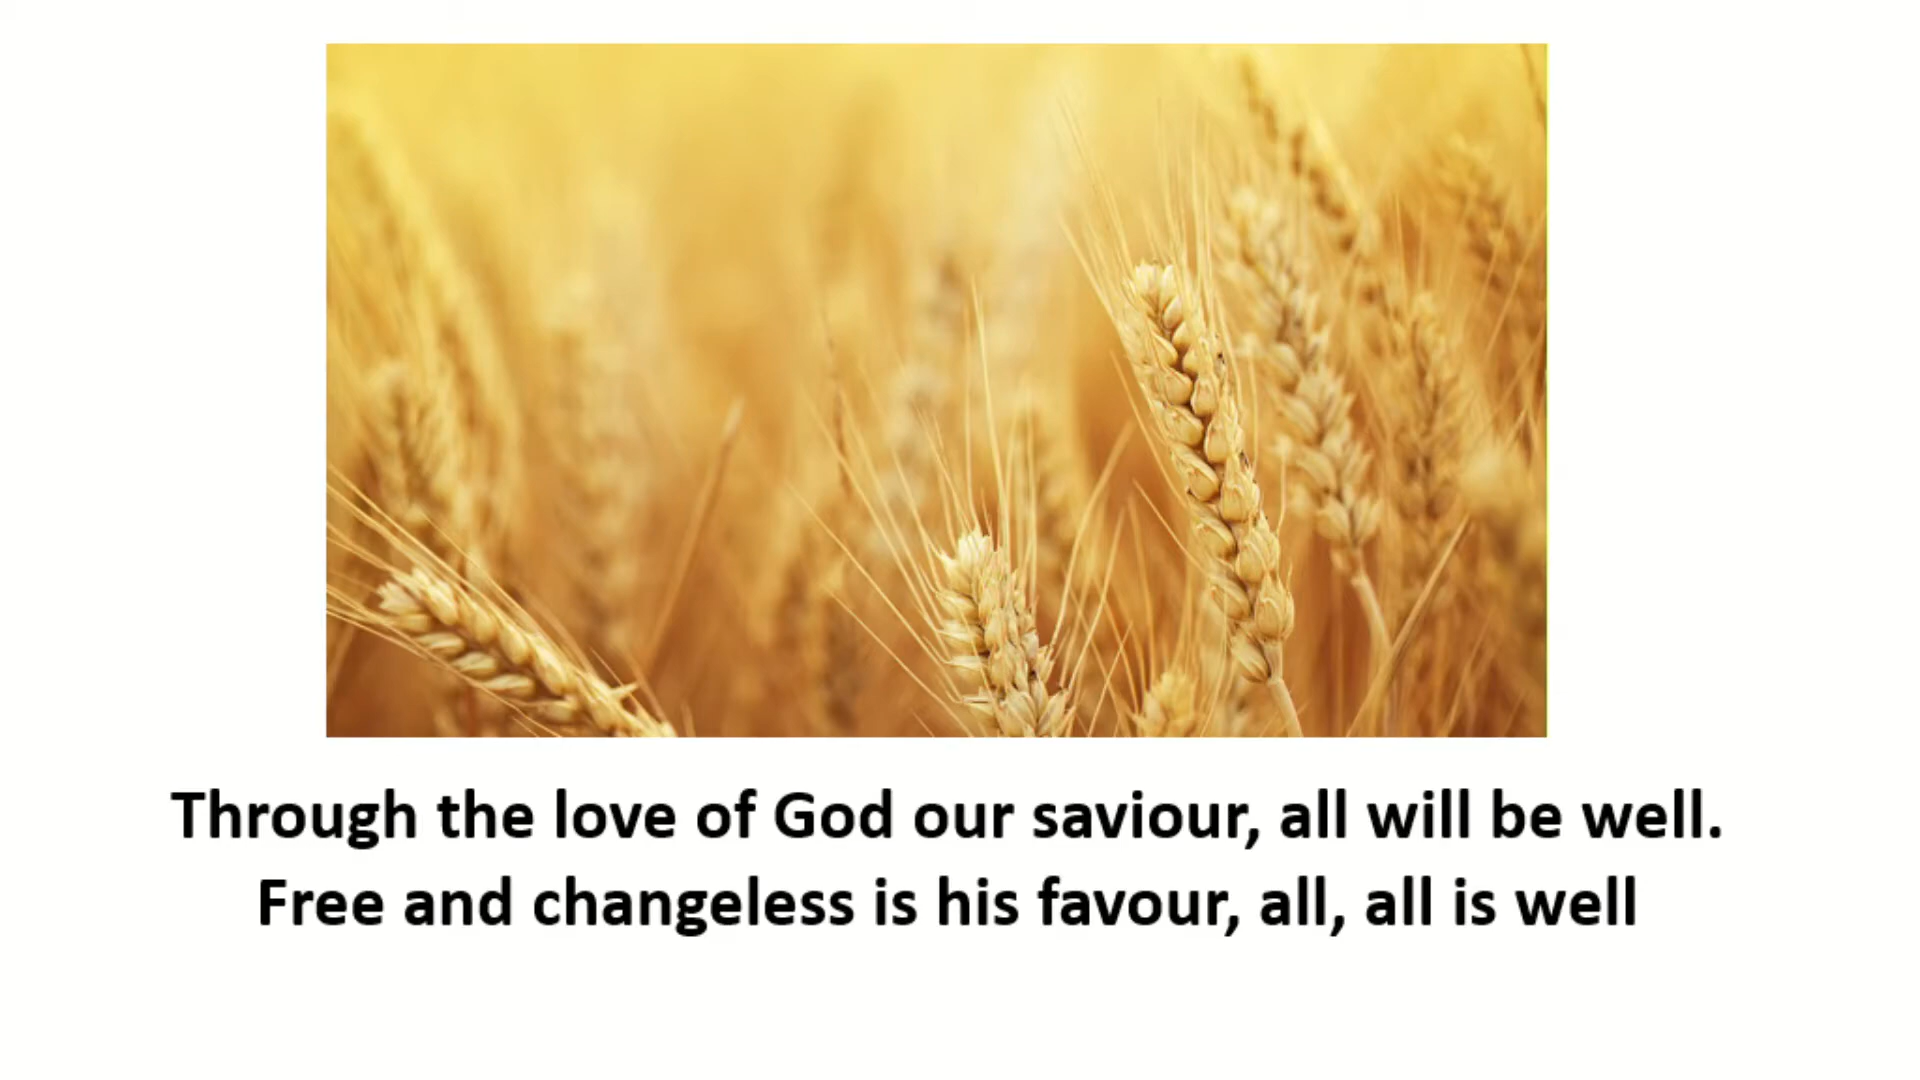 Through the love of God our saviour, all will be well.
Free and changeless is his favour, all, all is well